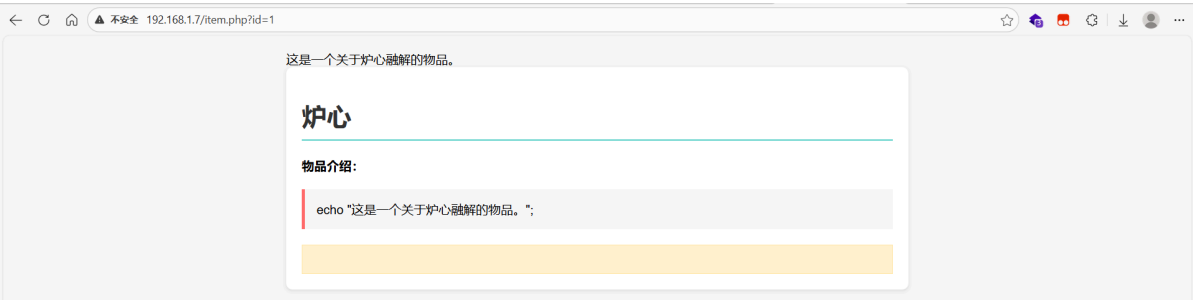 不安全 192.168.1.7/item.php?id=1
3
这是一个关于炉心融解的物品。
炉心
物品介绍：
echo "这是一个关于炉心融解的物品。";